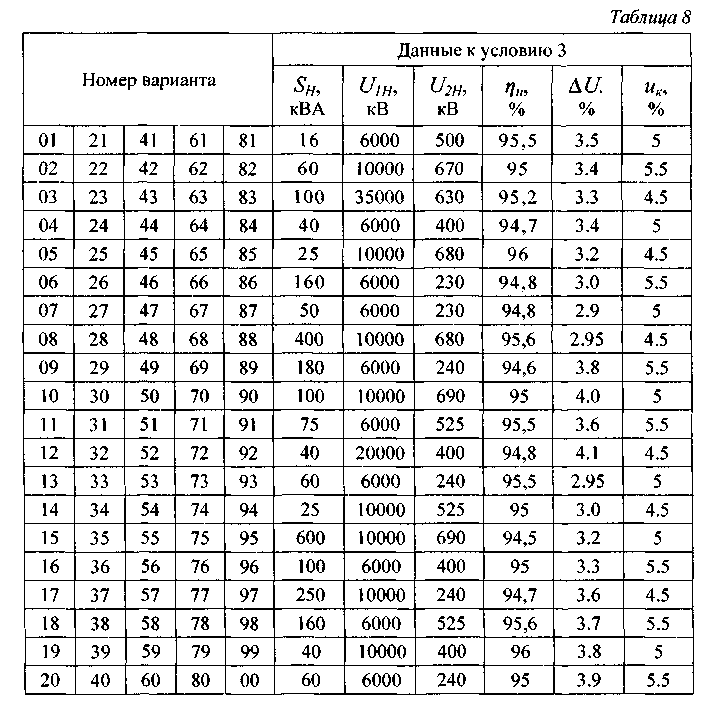 Таблица 8
Номер варианта Данные к условию 3
S_H, кВА U_1H, кВ U_2H, кВ η_н, % ΔU. % u_к, %
01 21 41 61 81 16 6000 500 95,5 3.5 5
02 22 42 62 82 60 10000 670 95 3.4 5.5
03 23 43 63 83 100 35000 630 95,2 3.3 4.5
04 24 44 64 84 40 6000 400 94,7 3.4 5
05 25 45 65 85 25 10000 680 96 3.2 4.5
06 26 46 66 86 160 6000 230 94,8 3.0 5.5
07 27 47 67 87 50 6000 230 94,8 2.9 5
08 28 48 68 88 400 10000 680 95,6 2.95 4.5
09 29 49 69 89 180 6000 240 94,6 3.8 5.5
10 30 50 70 90 100 10000 690 95 4.0 5
11 31 51 71 91 75 6000 525 95,5 3.6 5.5
12 32 52 72 92 40 20000 400 94,8 4.1 4.5
13 33 53 73 93 60 6000 240 95,5 2.95 5
14 34 54 74 94 25 10000 525 95 3.0 4.5
15 35 55 75 95 600 10000 690 94,5 3.2 5
16 36 56 76 96 100 6000 400 95 3.3 5.5
17 37 57 77 97 250 10000 240 94,7 3.6 4.5
18 38 58 78 98 160 6000 525 95,6 3.7 5.5
19 39 59 79 99 40 10000 400 96 3.8 5
20 40 60 80 00 60 6000 240 95 3.9 5.5